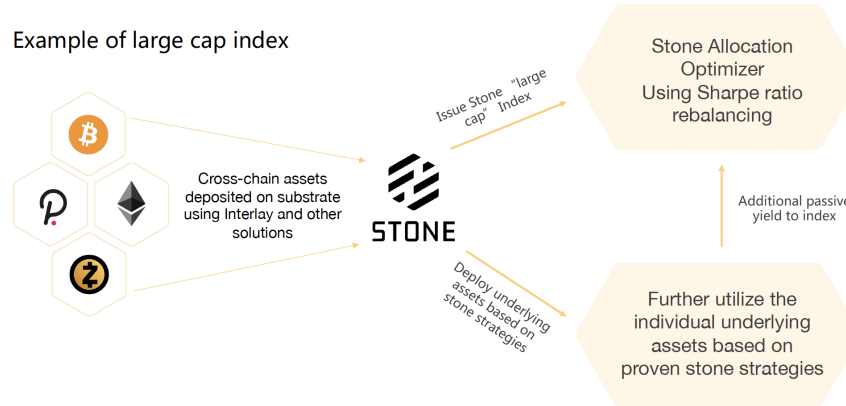 Example of large cap index
Cross-chain assets
deposited on substrate
using Interlay and other
solutions
STONE
Issue Stone “large
cap” Index
Deploy underlying
assets based on
stone strategies
Stone Allocation
Optimizer
Using Sharpe ratio
rebalancing
Additional passive
yield to index
Further utilize the
individual underlying
assets based on
proven stone strategies